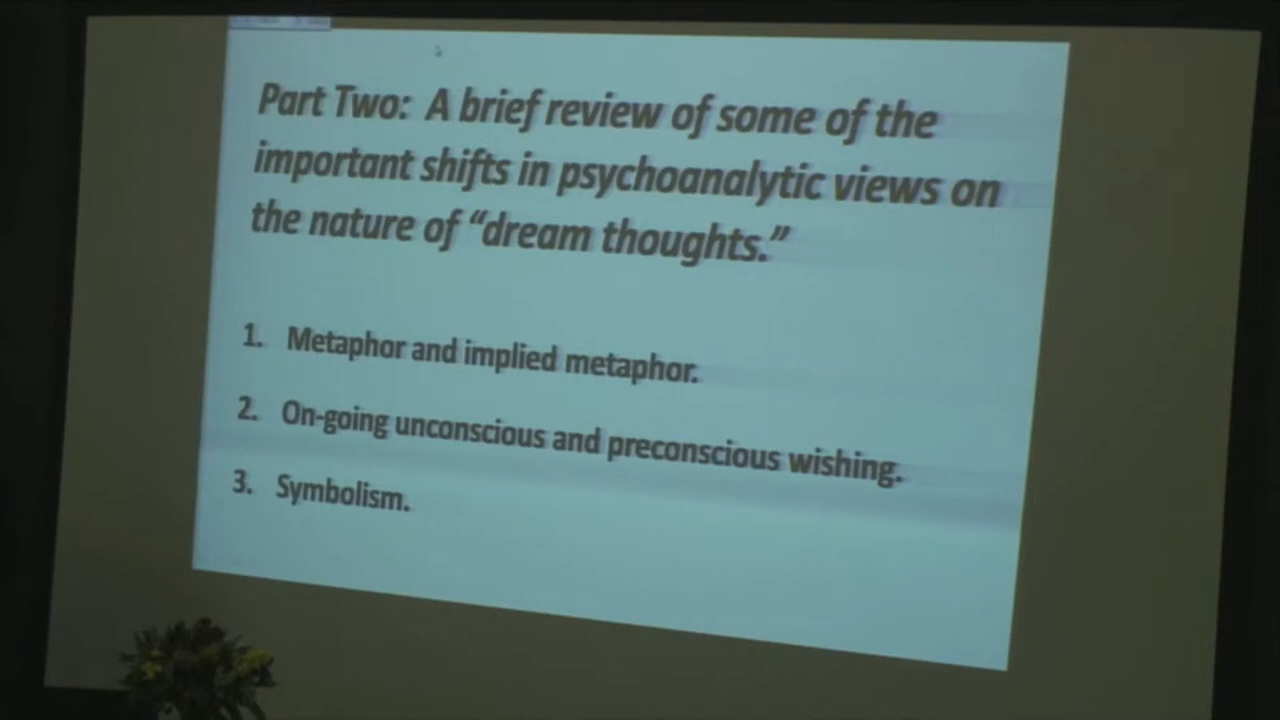 Part Two: A brief review of some of the
important shifts in psychoanalytic views on
the nature of “dream thoughts.”
1. Metaphor and implied metaphor.
2. On-going unconscious and preconscious wishing.
3. Symbolism.